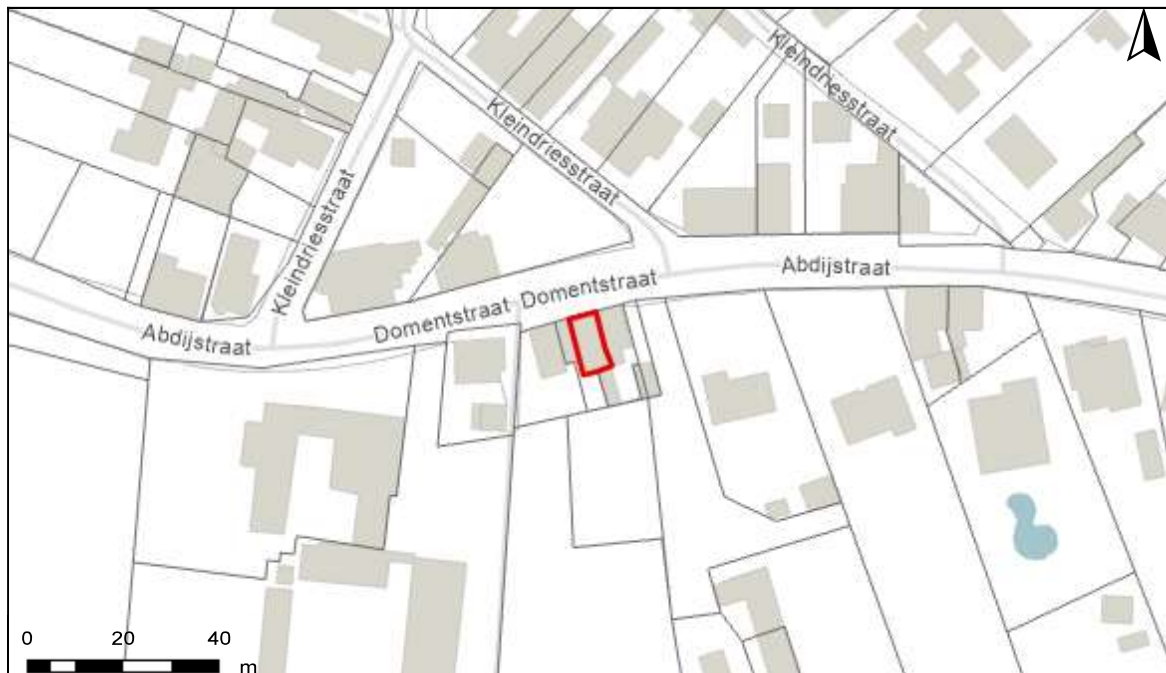 Kleindriesstraat
Kleindriesstraat
Kleindriesstraat
Abdijstraat
Domentstraat
Domentstraat
Abdijstraat
0 20 40
m